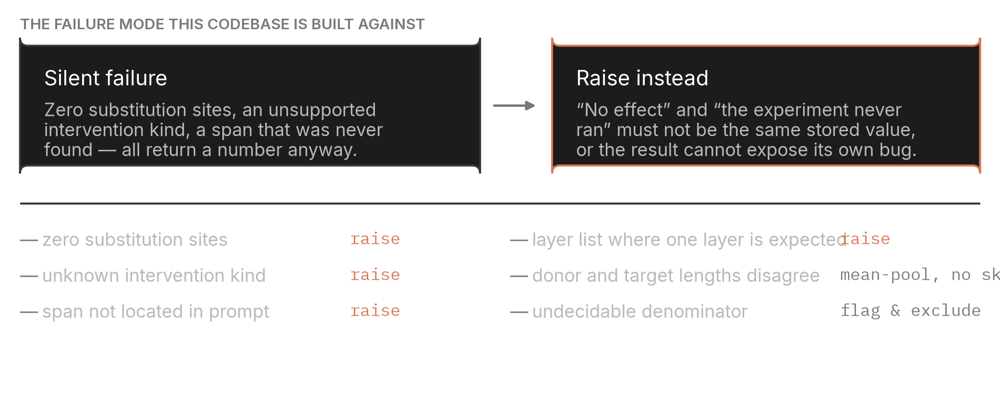 THE FAILURE MODE THIS CODEBASE IS BUILT AGAINST
Silent failure
Zero substitution sites, an unsupported
intervention kind, a span that was never
found — all return a number anyway.
Raise instead
“No effect” and “the experiment never
ran” must not be the same stored value,
or the result cannot expose its own bug.
— zero substitution sites raise
— unknown intervention kind raise
— span not located in prompt raise
— layer list where one layer is expected raise
— donor and target lengths disagree mean-pool, no sk
— undecidable denominator flag & exclude